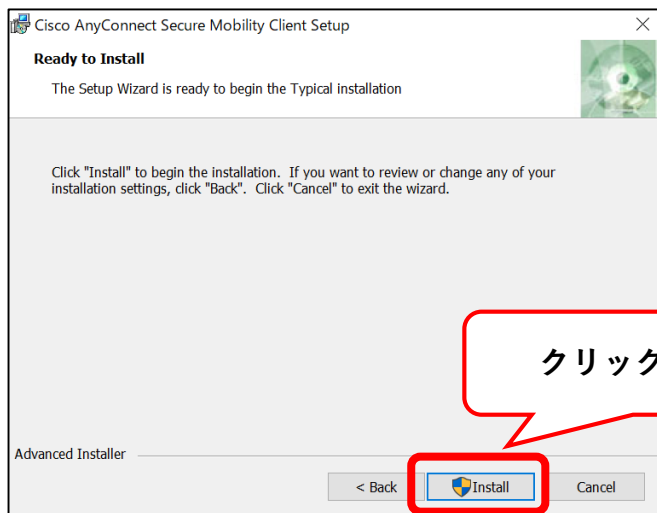 Cisco AnyConnect Secure Mobility Client Setup
Ready to Install
The Setup Wizard is ready to begin the Typical installation
Click "Install" to begin the installation. If you want to review or change any of your
installation settings, click "Back". Click "Cancel" to exit the wizard.
クリック
Advanced Installer
< Back
Install
Cancel